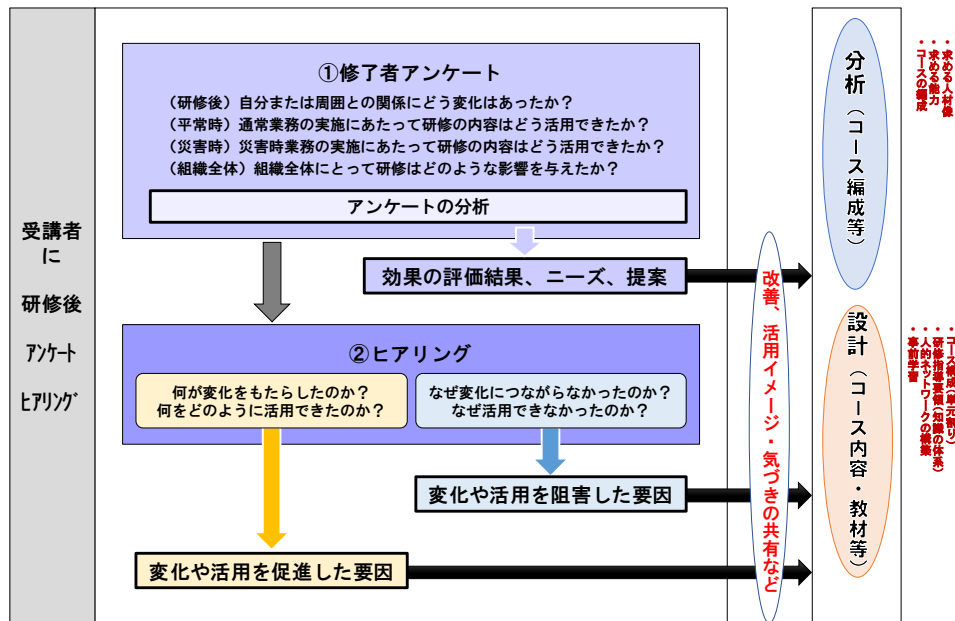 受講者
に
研修後
ｱﾝｹｰﾄ
ﾋｱﾘﾝｸﾞ
①修了者アンケート
（研修後）自分または周囲との関係にどう変化はあったか？
（平常時）通常業務の実施にあたって研修の内容はどう活用できたか？
（災害時）災害時業務の実施にあたって研修の内容はどう活用できたか？
（組織全体）組織全体にとって研修はどのような影響を与えたか？
アンケートの分析
効果の評価結果、ニーズ、提案
②ヒアリング
何が変化をもたらしたのか？
何をどのように活用できたのか？
なぜ変化につながらなかったのか？
なぜ活用できなかったのか？
変化や活用を阻害した要因
変化や活用を促進した要因
改善、活用イメージ・気づきの共有など
分析（コース編成等）
設計（コース内容・教材等）
・求める人材像
・求める能力
・コースの編成
・コース編成(単元割り)
・研修指導要領(知識の体系)
・人的ネットワークの構築
・事前学習